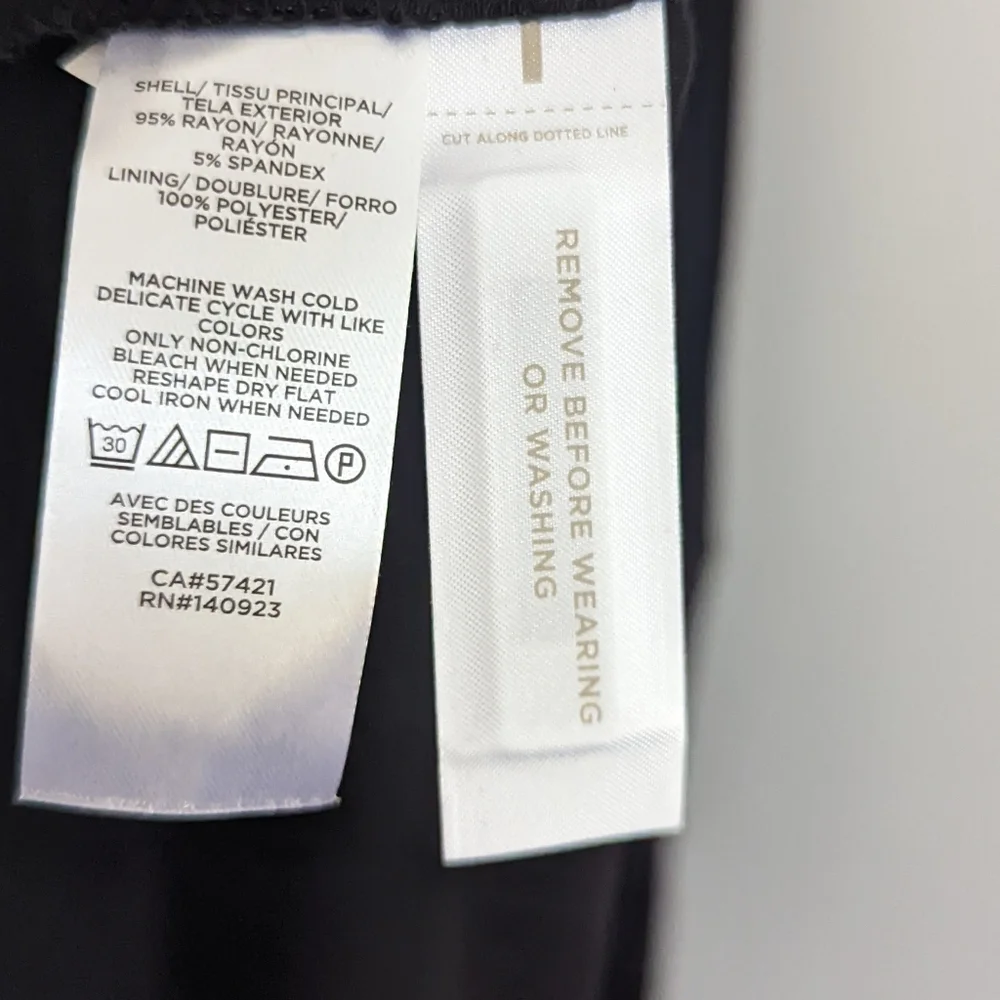 SHELL/ TISSU PRINCIPAL/
TELA EXTERIOR
95% RAYON/ RAYONNE/
RAYÓN
5% SPANDEX
LINING/ DOUBLURE/ FORRO
100% POLYESTER/
POLIÉSTER
MACHINE WASH COLD
DELICATE CYCLE WITH LIKE
COLORS
ONLY NON-CHLORINE
BLEACH WHEN NEEDED
RESHAPE DRY FLAT
COOL IRON WHEN NEEDED
30 P
AVEC DES COULEURS
SEMBLABLES / CON
COLORES SIMILARES
CA#57421
RN#140923
CUT ALONG DOTTED LINE
REMOVE BEFORE WEARING
OR WASHING